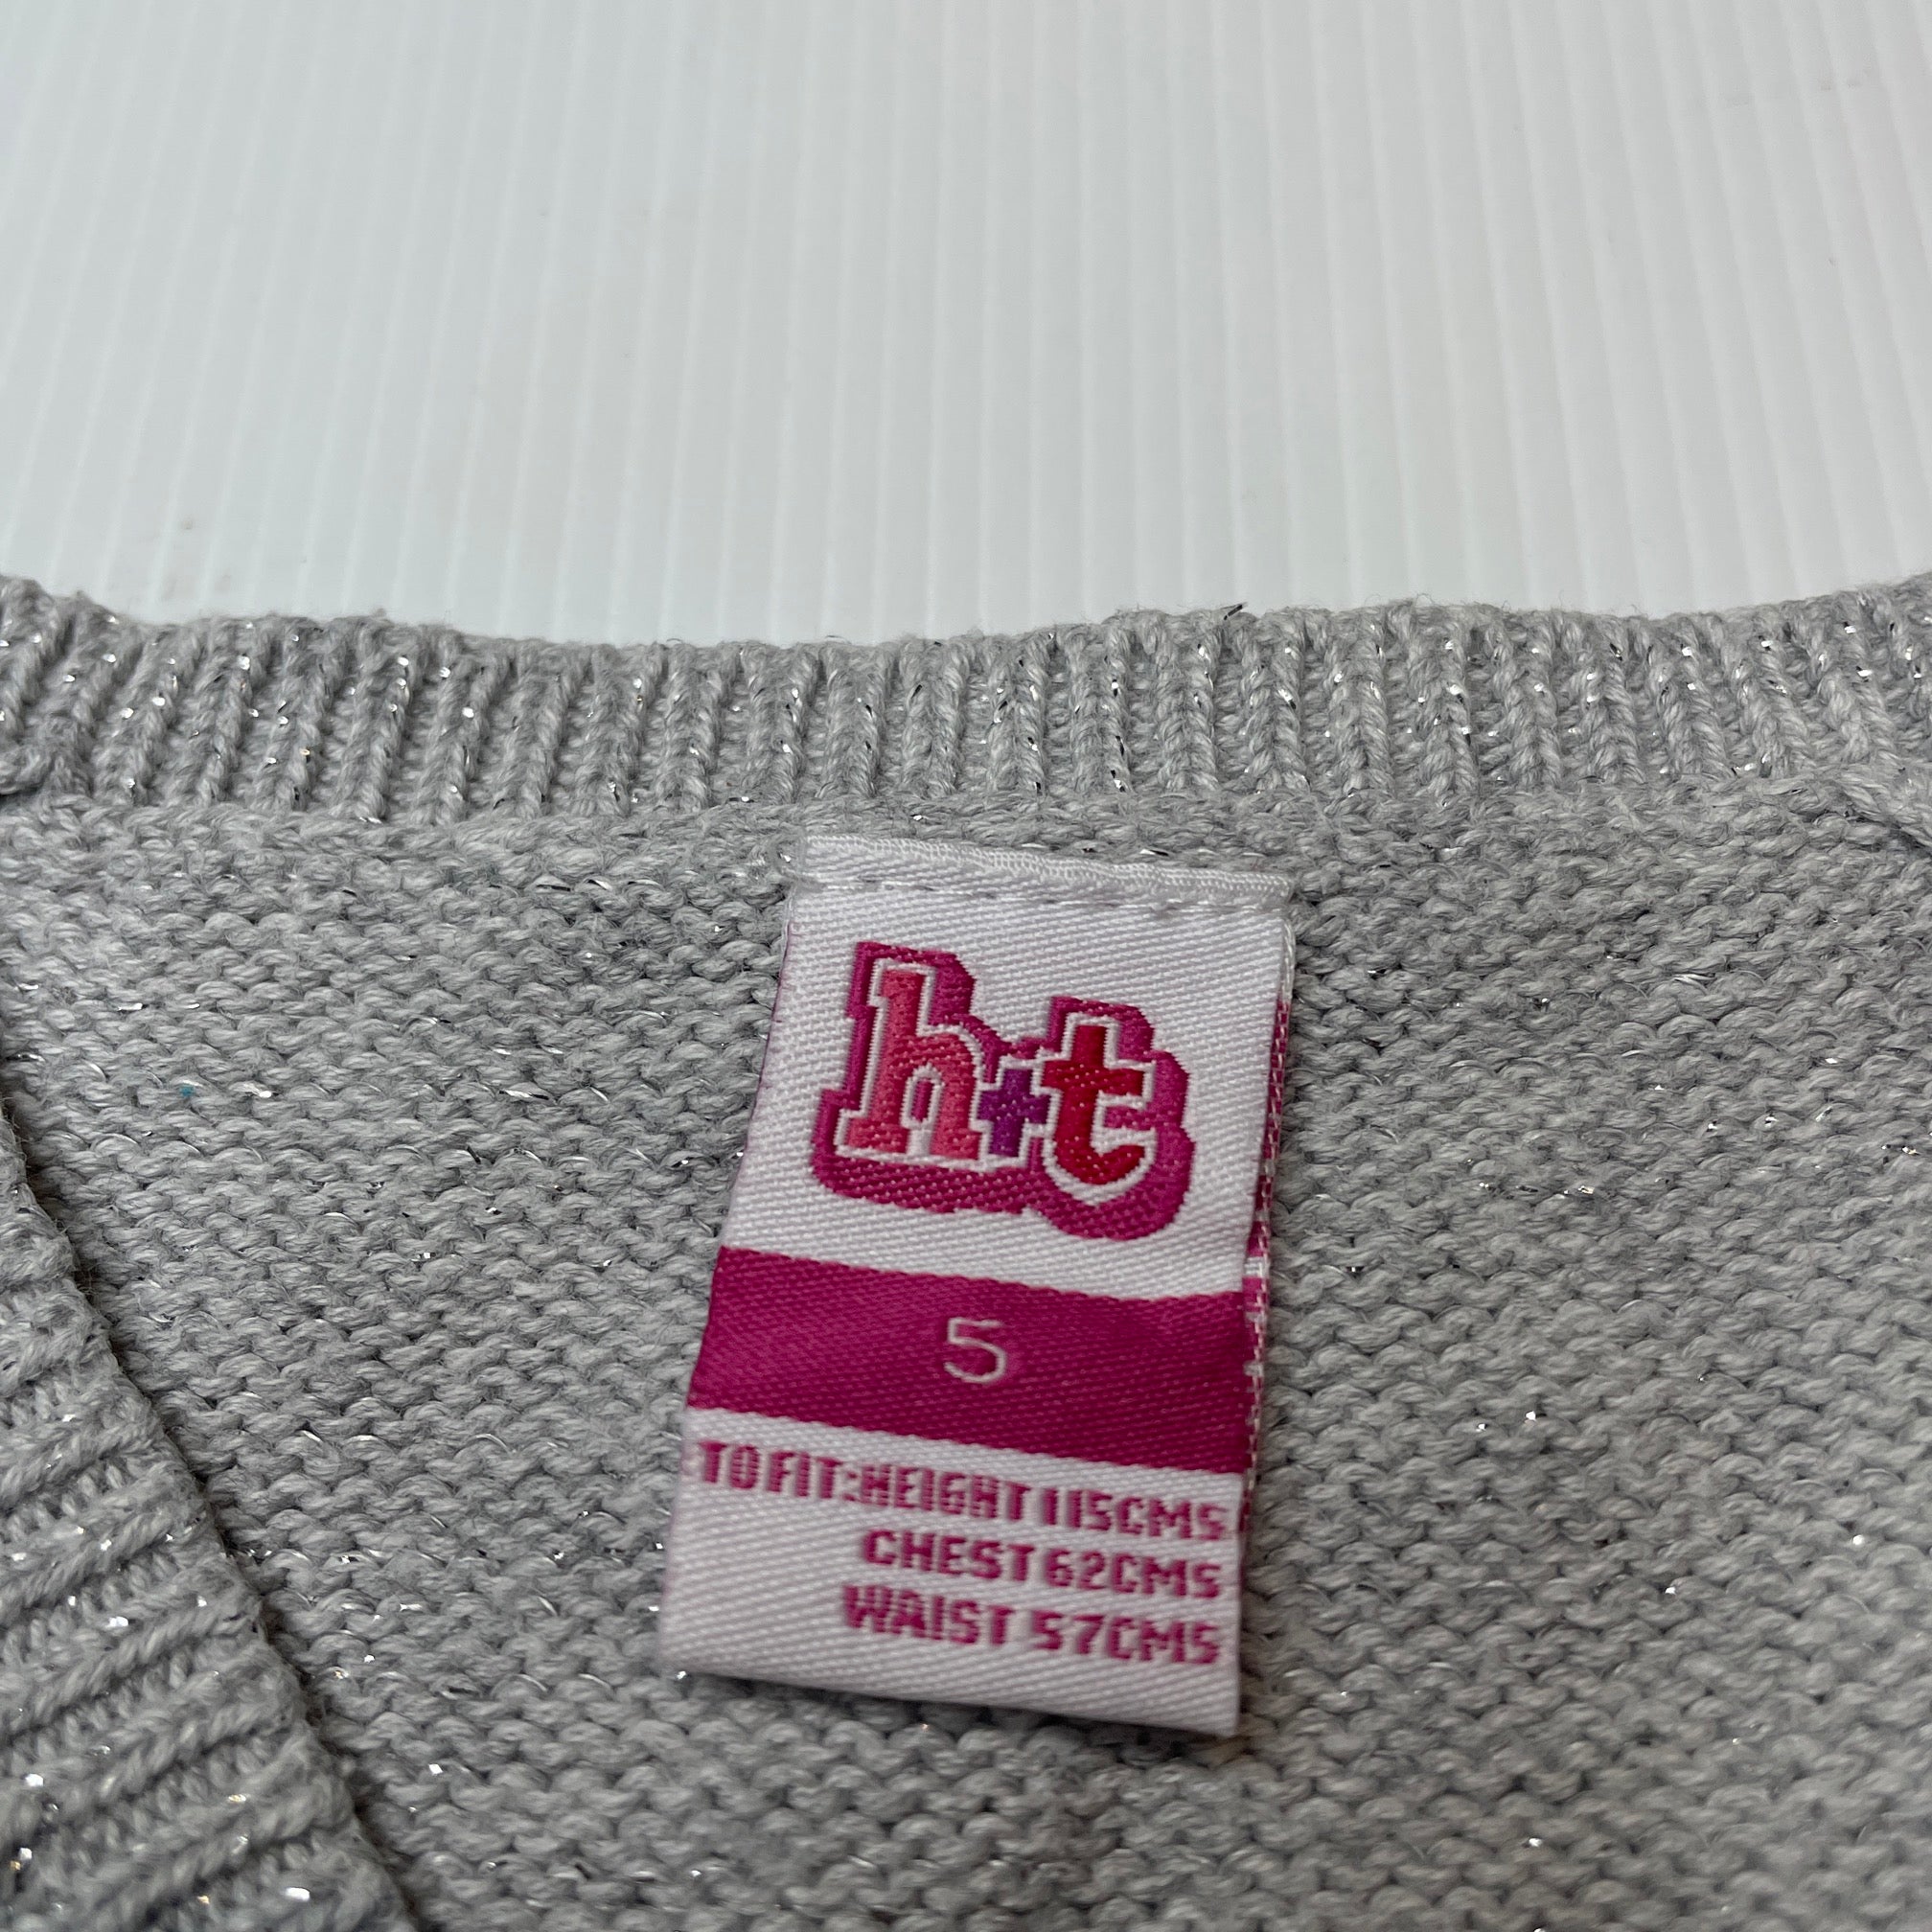 h+t
5
TO FIT:HEIGHT 115CMS
CHEST 62CMS
WAIST 57CMS